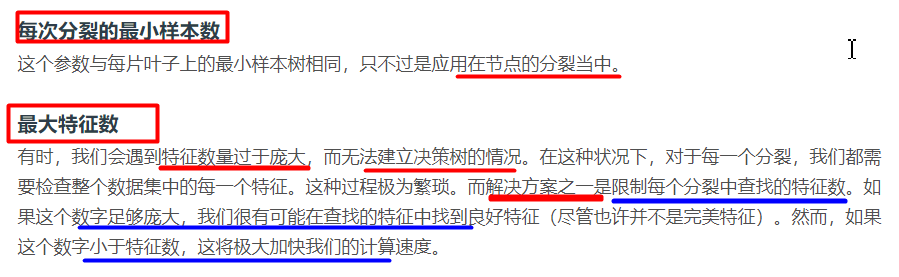 每次分裂的最小样本数
这个参数与每片叶子上的最小样本树相同，只不过是应用在节点的分裂当中。
最大特征数
有时，我们会遇到特征数量过于庞大，而无法建立决策树的情况。在这种状况下，对于每一个分裂，我们都需
要检查整个数据集中的每一个特征。这种过程极为繁琐。而解决方案之一是限制每个分裂中查找的特征数。如
果这个数字足够庞大，我们很有可能在查找的特征中找到良好特征（尽管也许并不是完美特征）。然而，如果
这个数字小于特征数，这将极大加快我们的计算速度。